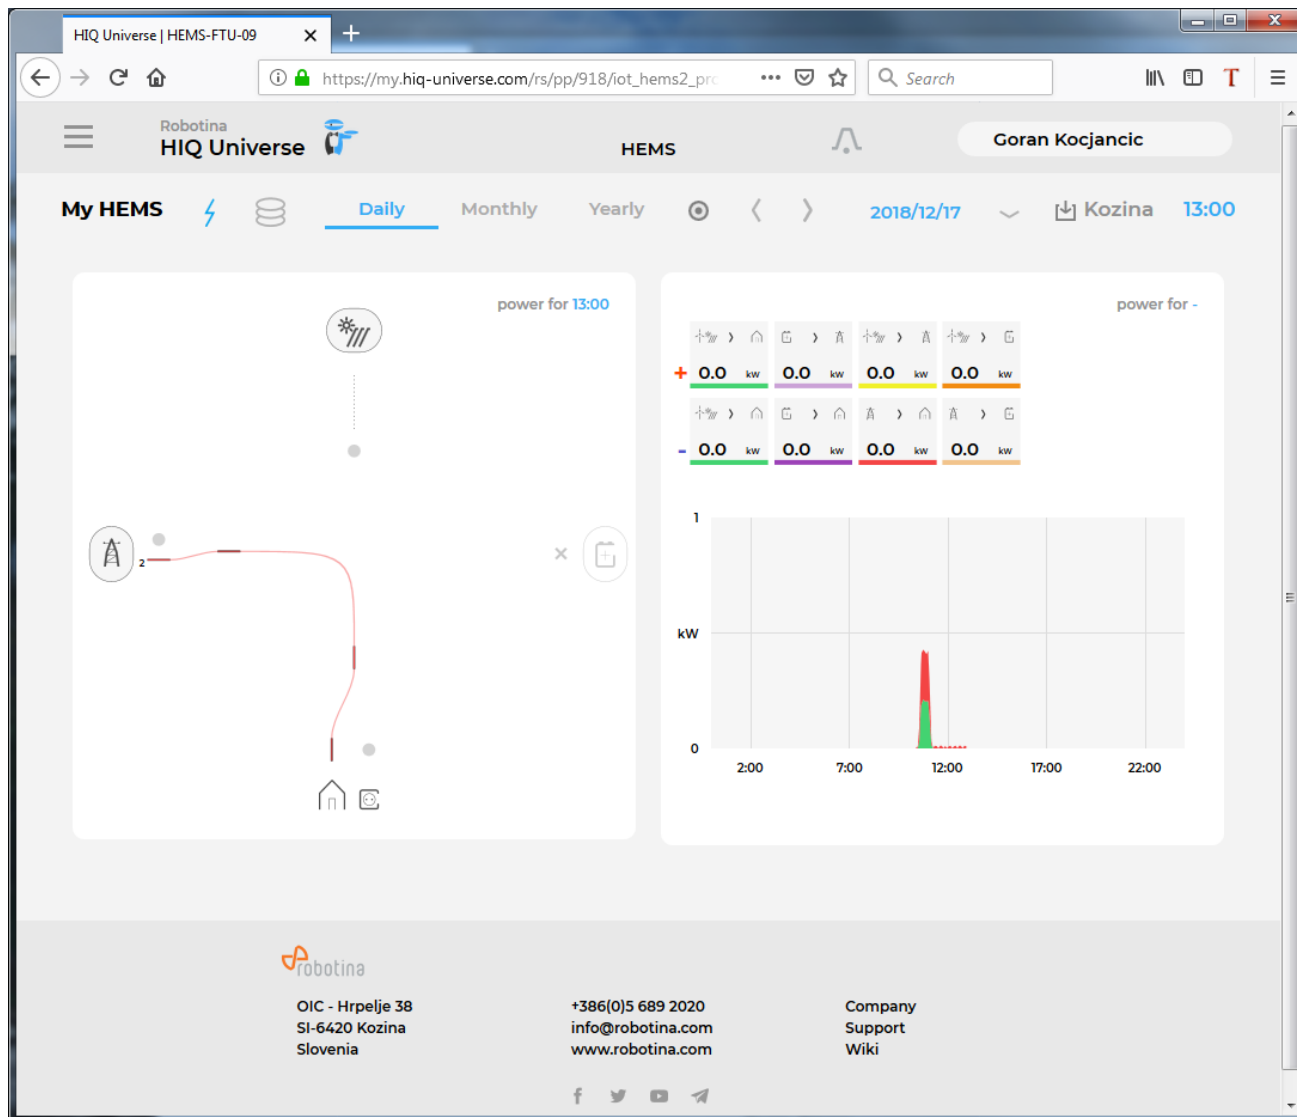 HIQ Universe | HEMS-FTU-09
https://my.hiq-universe.com/rs/pp/918/iot_hems2_pro
Search
T
Robotina
HIQ Universe
HEMS
Goran Kocjancic
My HEMS
Daily
Monthly
Yearly
2018/12/17
Kozina
13:00
power for 13:00
2
power for -
+ 0.0 kw 0.0 kw 0.0 kw 0.0 kw
- 0.0 kw 0.0 kw 0.0 kw 0.0 kw
1
kW
0
2:00 7:00 12:00 17:00 22:00
robotina
OIC - Hrpelje 38
SI-6420 Kozina
Slovenia
+386(0)5 689 2020
info@robotina.com
www.robotina.com
Company
Support
Wiki